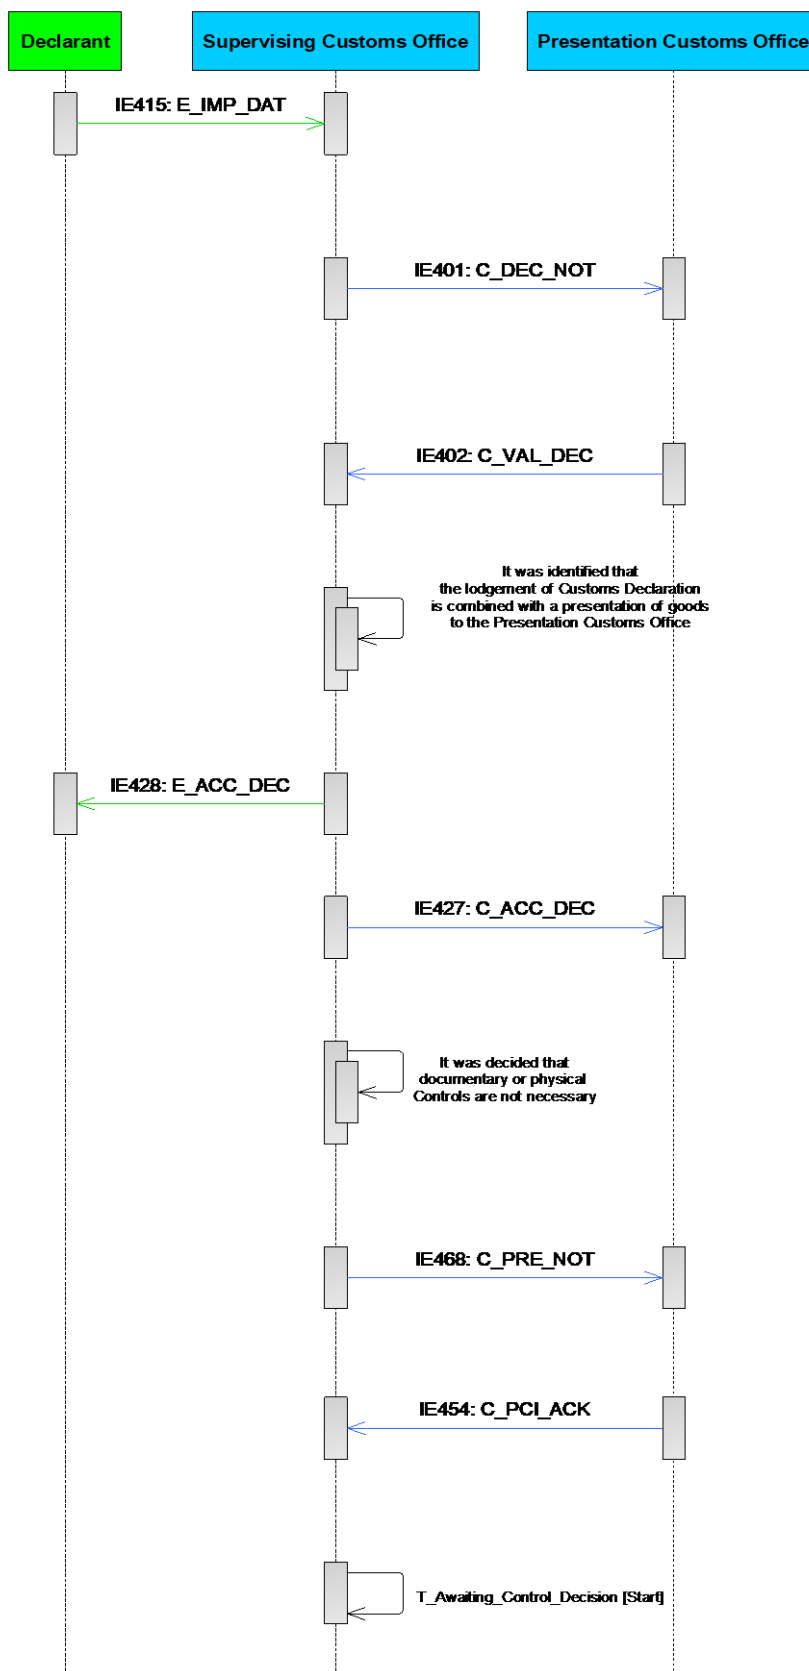 Declarant
Supervising Customs Office
Presentation Customs Office
IE415: E_IMP_DAT
IE401: C_DEC_NOT
IE402: C_VAL_DEC
It was identified that
the lodgement of Customs Declaration
is combined with a presentation of goods
to the Presentation Customs Office
IE428: E_ACC_DEC
IE427: C_ACC_DEC
It was decided that
documentary or physical
Controls are not necessary
IE468: C_PRE_NOT
IE454: C_PCI_ACK
T_Awaiting_Control_Decision [Start]